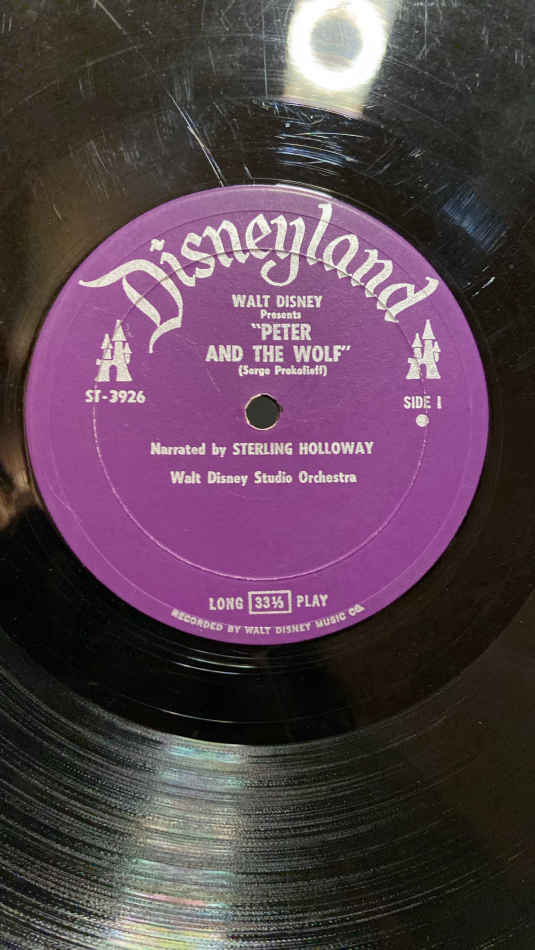 Disneyland
WALT DISNEY
Presents
"PETER
AND THE WOLF"
(Serge Prokofieff)
ST-3926
SIDE 1
Narrated by STERLING HOLLOWAY
Walt Disney Studio Orchestra
LONG 33⅓ PLAY
RECORDED BY WALT DISNEY MUSIC CO.